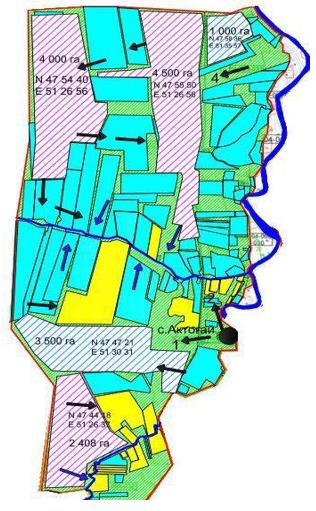 1 000 га
4 000 га
4 500 га
4
N 47 54 40
E 51 26 56
N 47 55 50
E 51 26 58
с.Актогай
1
2
3 500 га
N 47 47 21
E 51 30 31
N 47 44 18
E 51 26 37
2 408 га